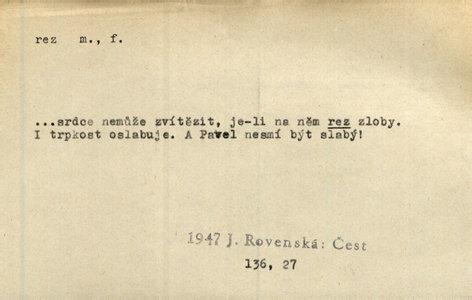 rez m., f.
...srdce nemůže zvítězit, je-li na něm rez zloby.
I trpkost oslabuje. A Pavel nesmí být slabý!
1947 J. Rovenská: Čest
136, 27